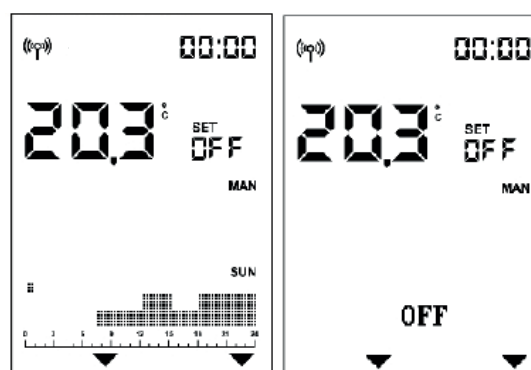 00:00
20.3 °C
SET
OFF
MAN
SUN
0 3 6 9 12 15 18 21 24
00:00
20.3 °C
SET
OFF
MAN
OFF